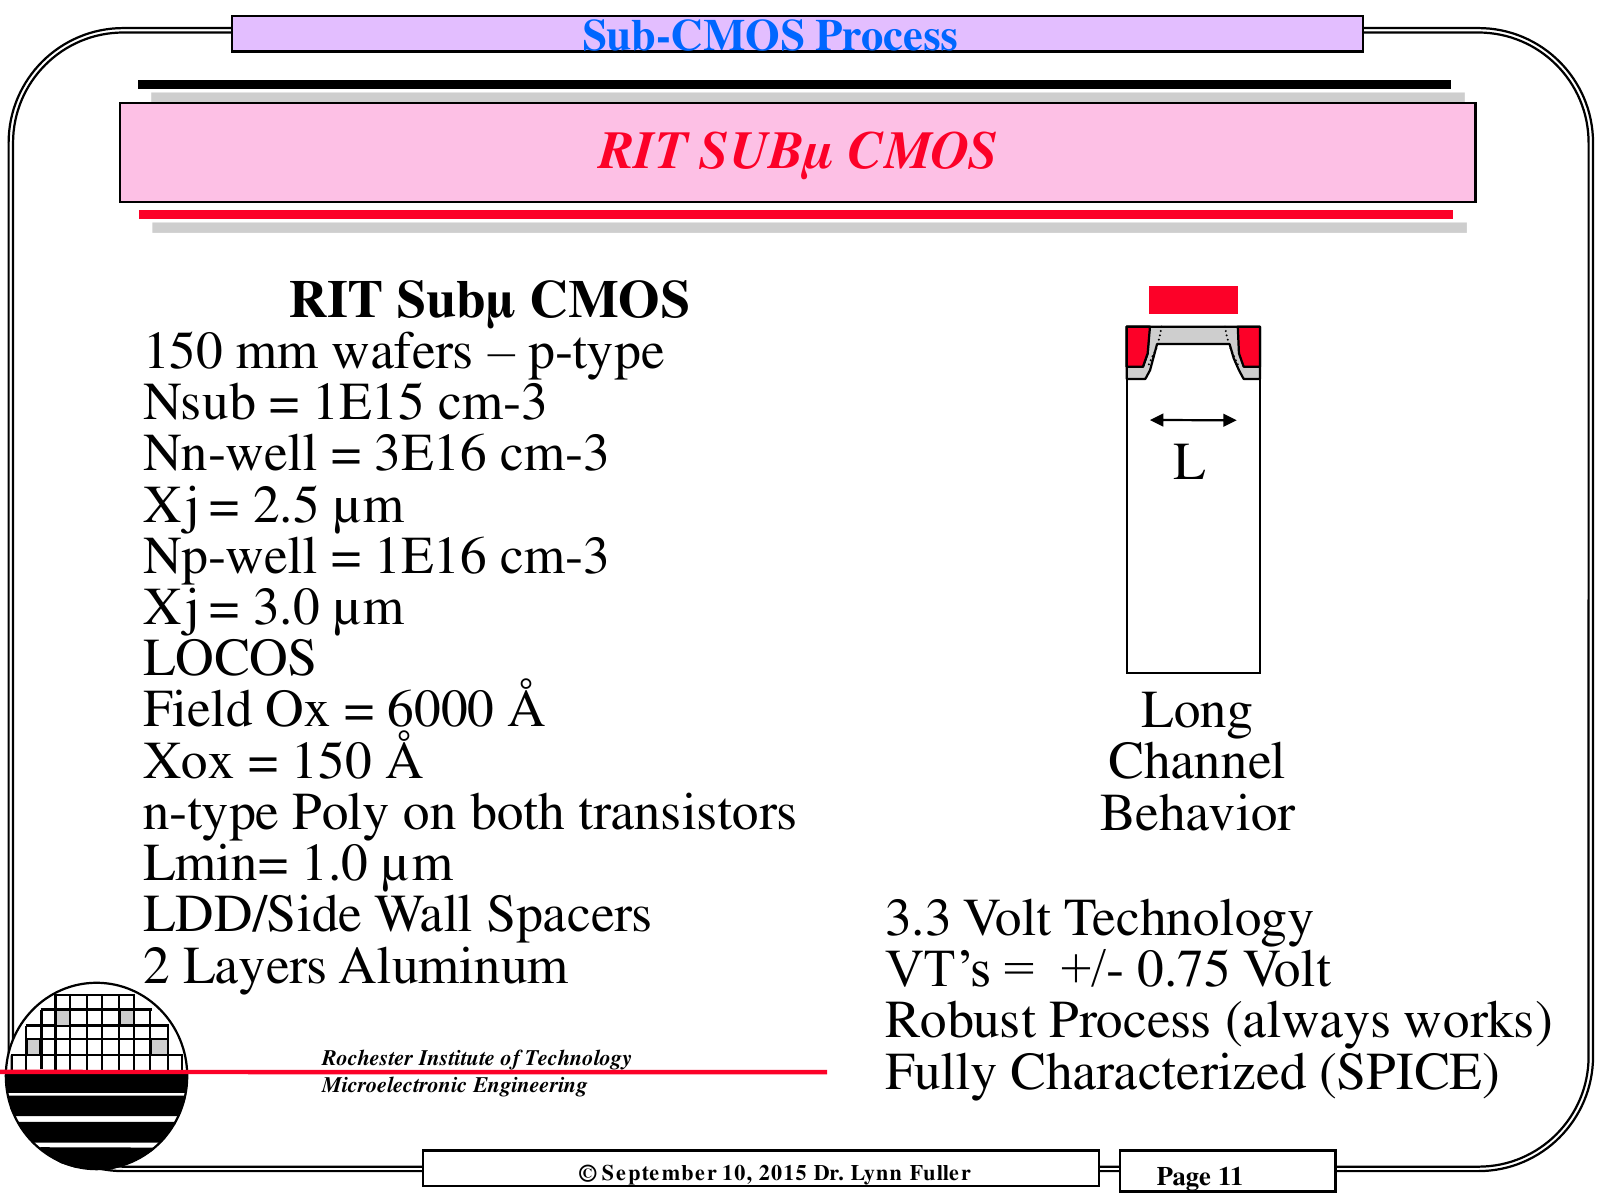 Sub-CMOS Process
RIT SUBµ CMOS
RIT Subµ CMOS
150 mm wafers – p-type
Nsub = 1E15 cm-3
Nn-well = 3E16 cm-3
Xj = 2.5 µm
Np-well = 1E16 cm-3
Xj = 3.0 µm
LOCOS
Field Ox = 6000 Å
Xox = 150 Å
n-type Poly on both transistors
Lmin= 1.0 µm
LDD/Side Wall Spacers
2 Layers Aluminum
L
Long
Channel
Behavior
3.3 Volt Technology
VT’s =  +/- 0.75 Volt
Robust Process (always works)
Fully Characterized (SPICE)
Rochester Institute of Technology
Microelectronic Engineering
© September 10, 2015 Dr. Lynn Fuller
Page 11